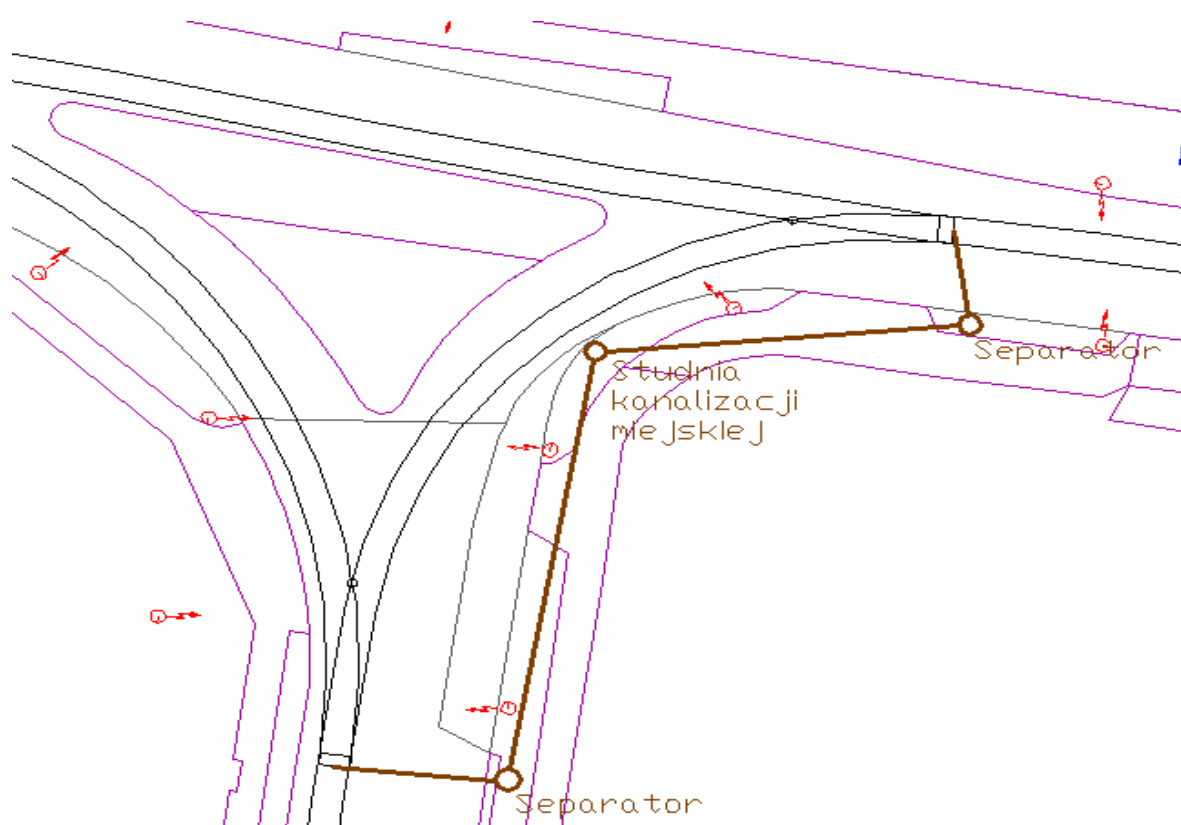 Separator
Studnia
kanalizacji
miejskiej
Separator